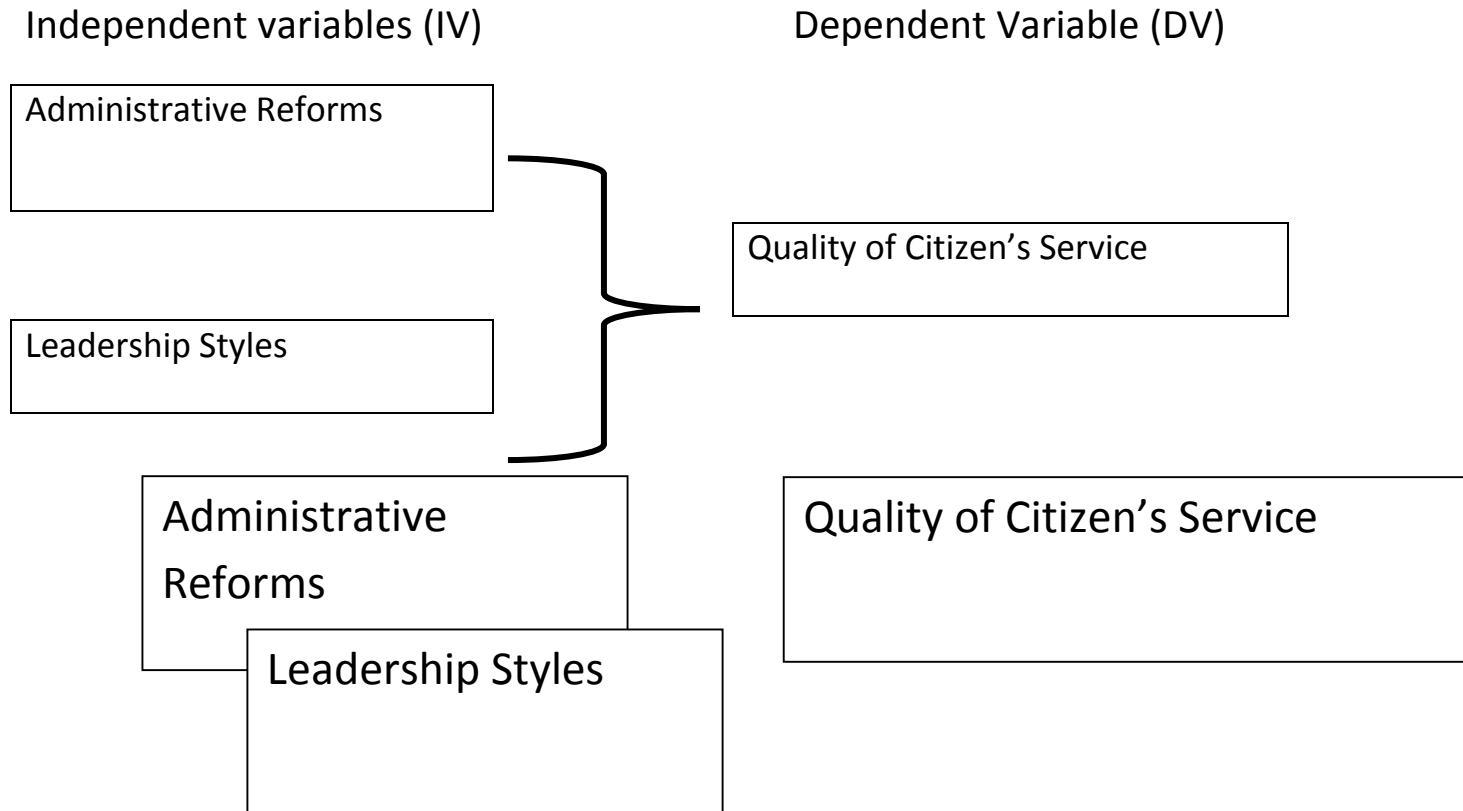 Independent variables (IV)
Dependent Variable (DV)
Administrative Reforms
Quality of Citizen’s Service
Leadership Styles
Administrative
Reforms
Quality of Citizen’s Service
Leadership Styles